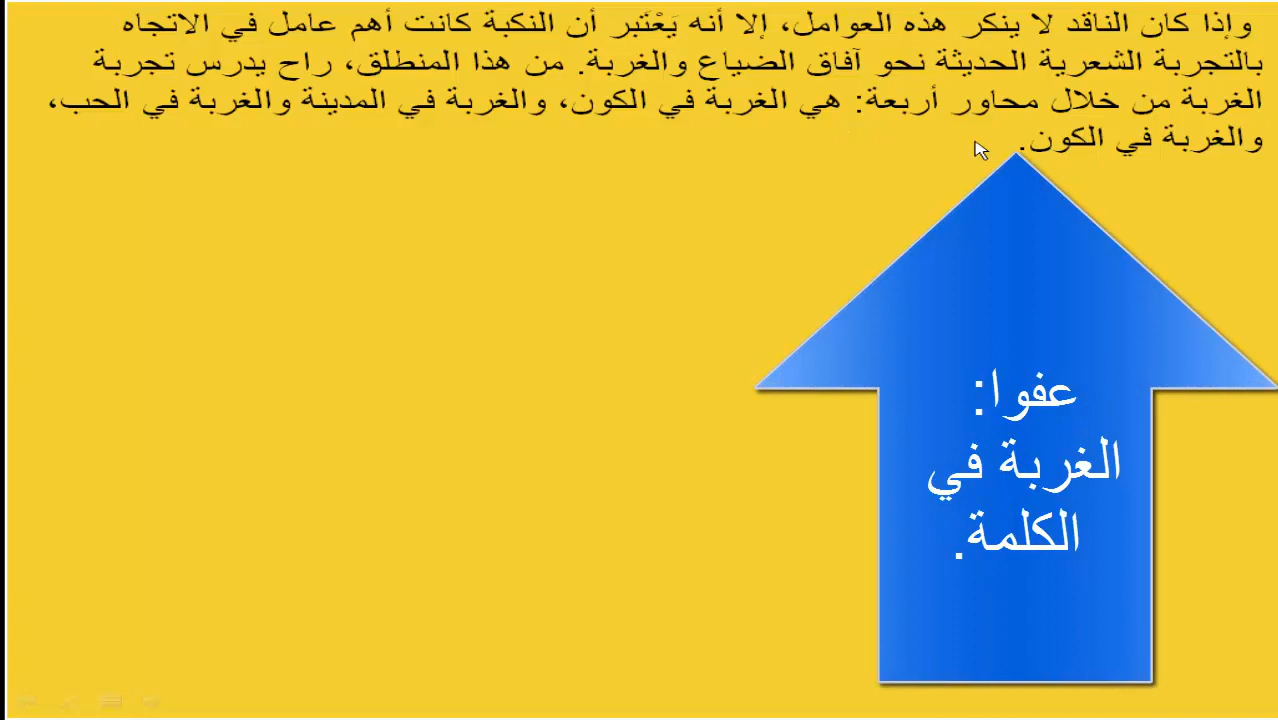 وإذا كان الناقد لا ينكر هذه العوامل، إلا أنه يَعْتَبر أن النكبة كانت أهم عامل في الاتجاه
بالتجربة الشعرية الحديثة نحو آفاق الضياع والغربة. من هذا المنطلق، راح يدرس تجربة
الغربة من خلال محاور أربعة: هي الغربة في الكون، والغربة في المدينة والغربة في الحب،
والغربة في الكون.
عفوا:
الغربة في
الكلمة.